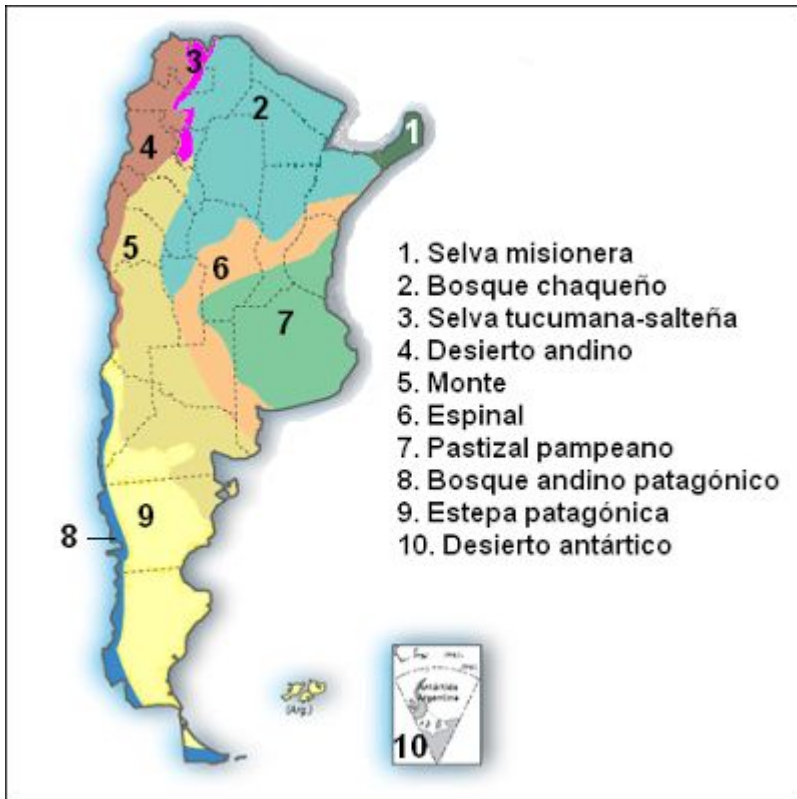 3
2
1
4
5
6
7
1. Selva misionera
2. Bosque chaqueño
3. Selva tucumana-salteña
4. Desierto andino
5. Monte
6. Espinal
7. Pastizal pampeano
8. Bosque andino patagónico
9. Estepa patagónica
10. Desierto antártico
9
8
(Arg.)
Antártida
Argentina
10